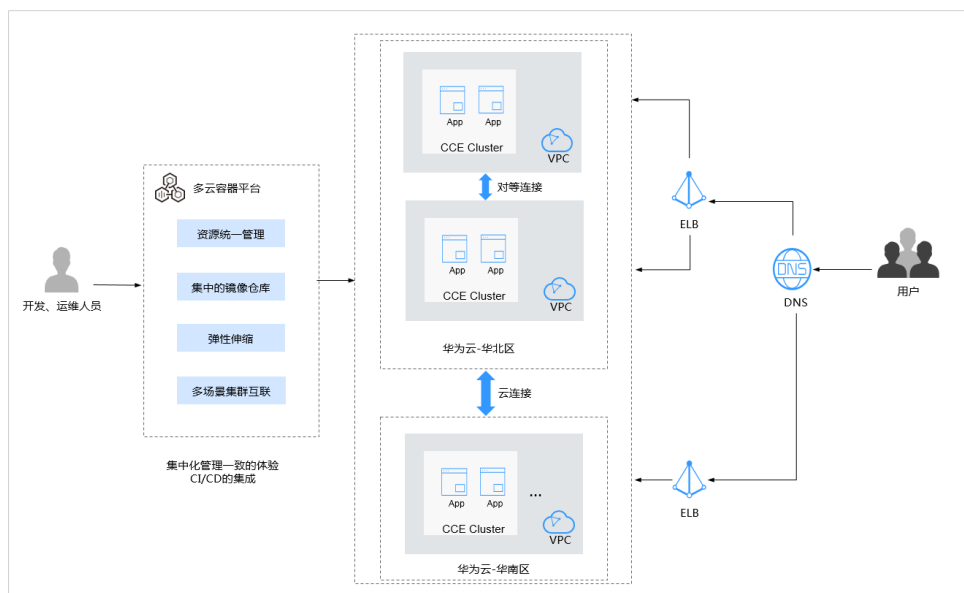 开发、运维人员
多云容器平台
资源统一管理
集中的镜像仓库
弹性伸缩
多场景集群互联
集中化管理一致的体验
CI/CD的集成
App
App
CCE Cluster
VPC
对等连接
App
App
CCE Cluster
VPC
华为云-华北区
云连接
App
App
...
CCE Cluster
VPC
华为云-华南区
ELB
ELB
DNS
DNS
用户